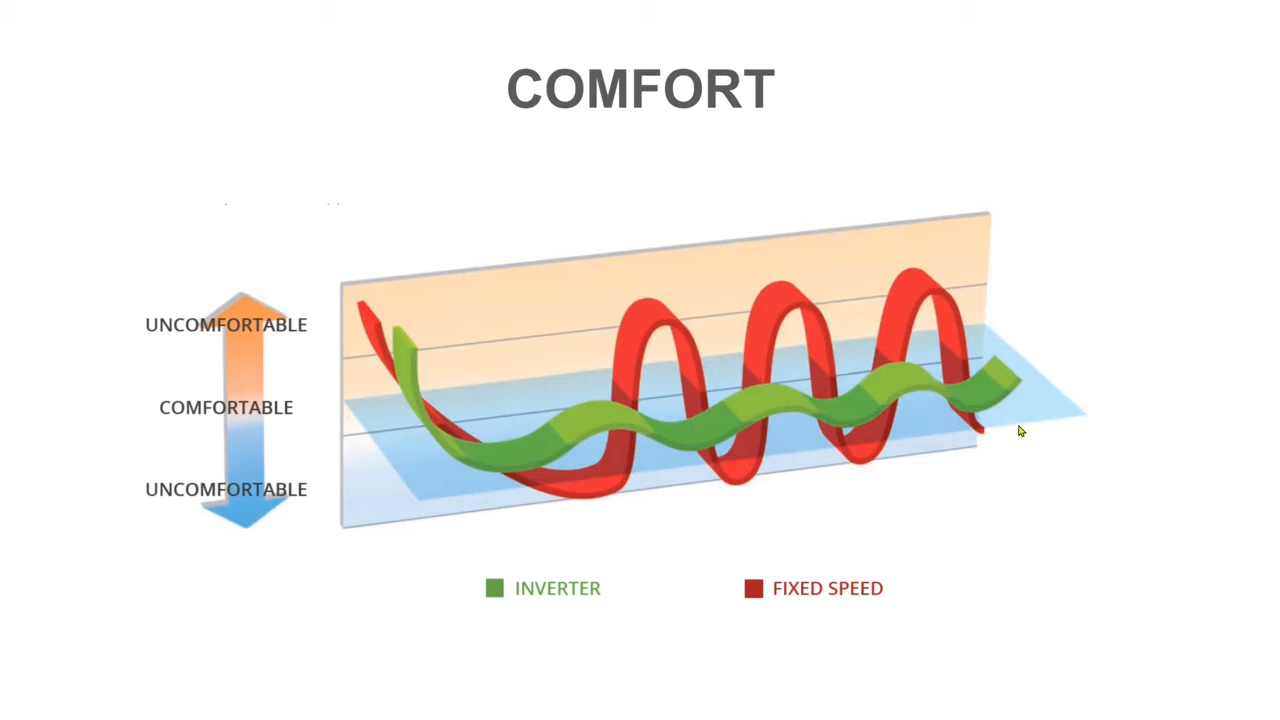 COMFORT
UNCOMFORTABLE
COMFORTABLE
UNCOMFORTABLE
INVERTER
FIXED SPEED